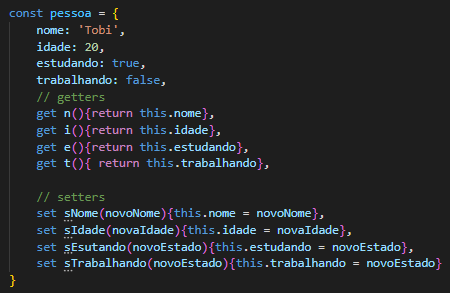 const pessoa = {
    nome: 'Tobi',
    idade: 20,
    estudando: true,
    trabalhando: false,
    // getters
    get n(){return this.nome},
    get i(){return this.idade},
    get e(){return this.estudando},
    get t(){ return this.trabalhando},

    // setters
    set sNome(novoNome){this.nome = novoNome},
    set sIdade(novaIdade){this.idade = novaIdade},
    set sEsutando(novoEstado){this.estudando = novoEstado},
    set sTrabalhando(novoEstado){this.trabalhando = novoEstado}
}